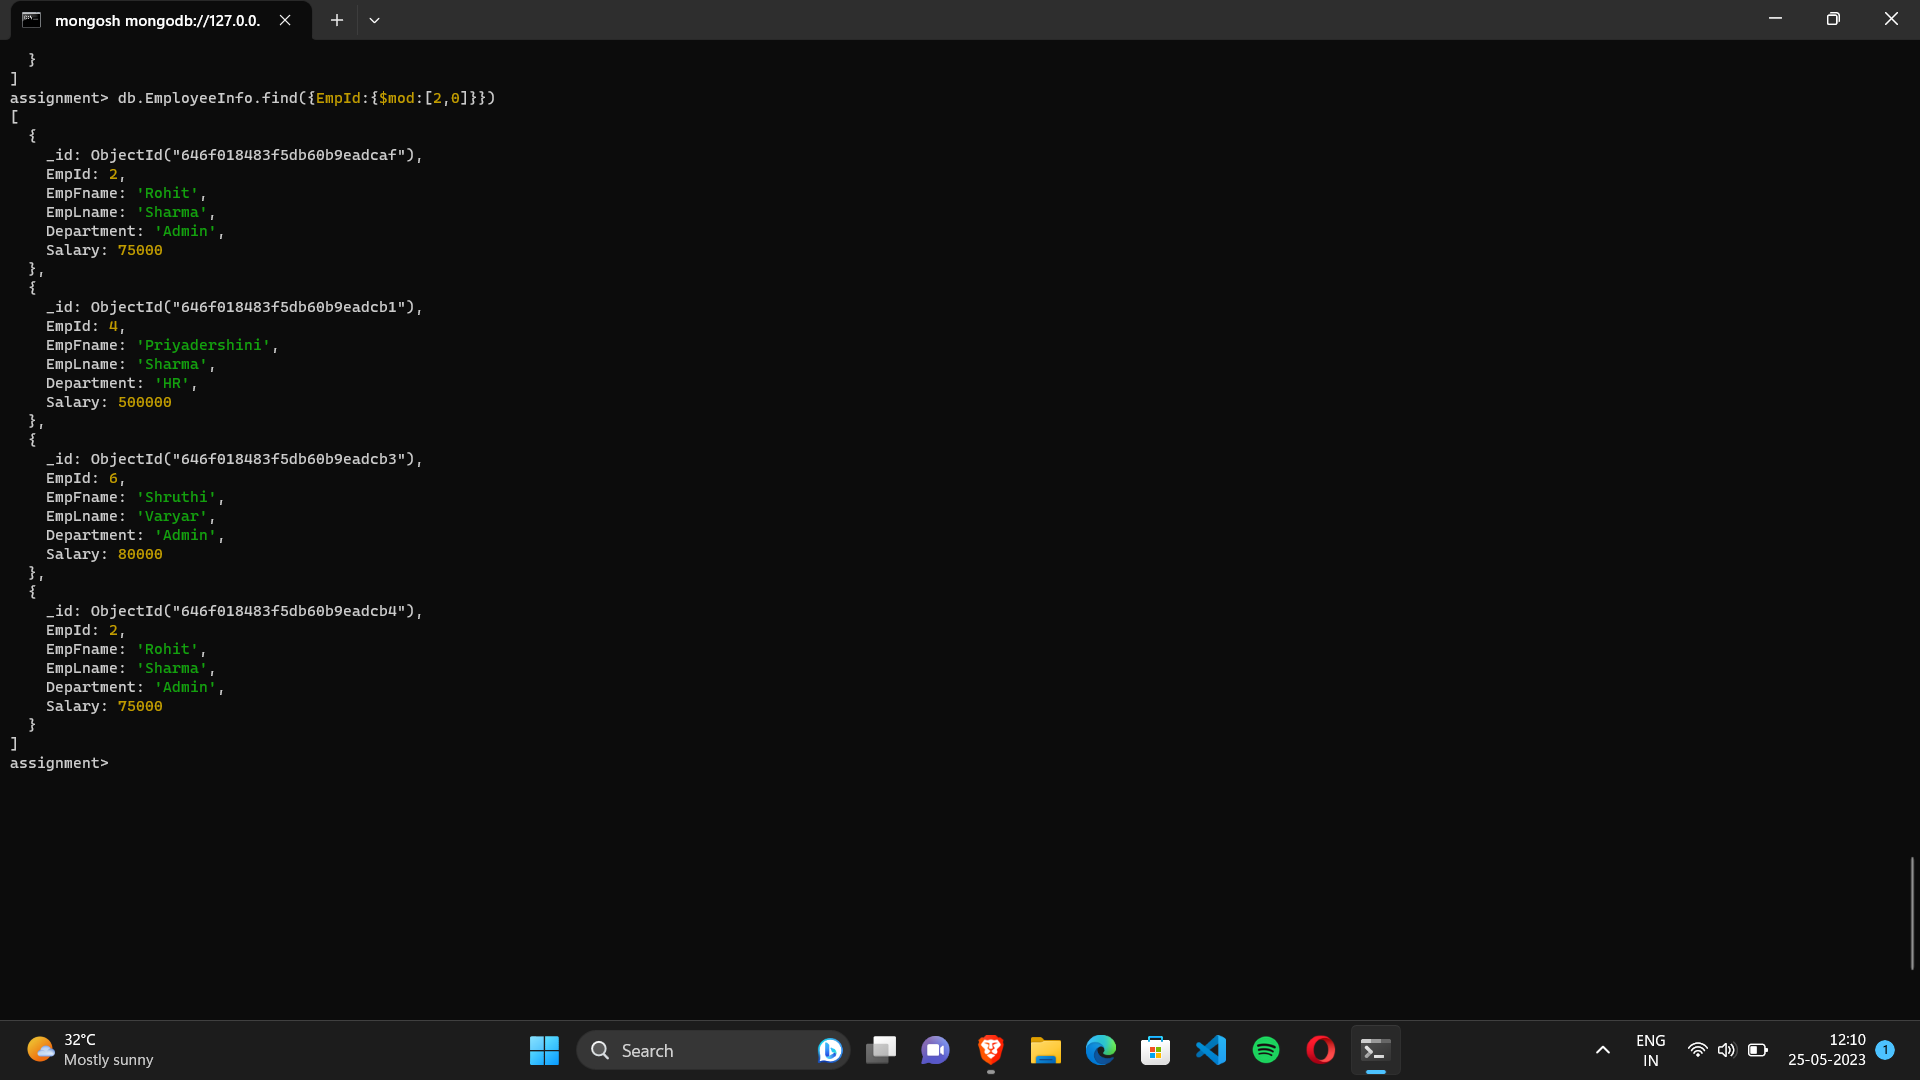 mongosh mongodb://127.0.0.
  }
]
assignment> db.EmployeeInfo.find({EmpId:{$mod:[2,0]}})
[
  {
    _id: ObjectId("646f018483f5db60b9eadcaf"),
    EmpId: 2,
    EmpFname: 'Rohit',
    EmpLname: 'Sharma',
    Department: 'Admin',
    Salary: 75000
  },
  {
    _id: ObjectId("646f018483f5db60b9eadcb1"),
    EmpId: 4,
    EmpFname: 'Priyadershini',
    EmpLname: 'Sharma',
    Department: 'HR',
    Salary: 500000
  },
  {
    _id: ObjectId("646f018483f5db60b9eadcb3"),
    EmpId: 6,
    EmpFname: 'Shruthi',
    EmpLname: 'Varyar',
    Department: 'Admin',
    Salary: 80000
  },
  {
    _id: ObjectId("646f018483f5db60b9eadcb4"),
    EmpId: 2,
    EmpFname: 'Rohit',
    EmpLname: 'Sharma',
    Department: 'Admin',
    Salary: 75000
  }
]
assignment>
32°C
Mostly sunny
Search
ENG
IN
12:10
25-05-2023
1